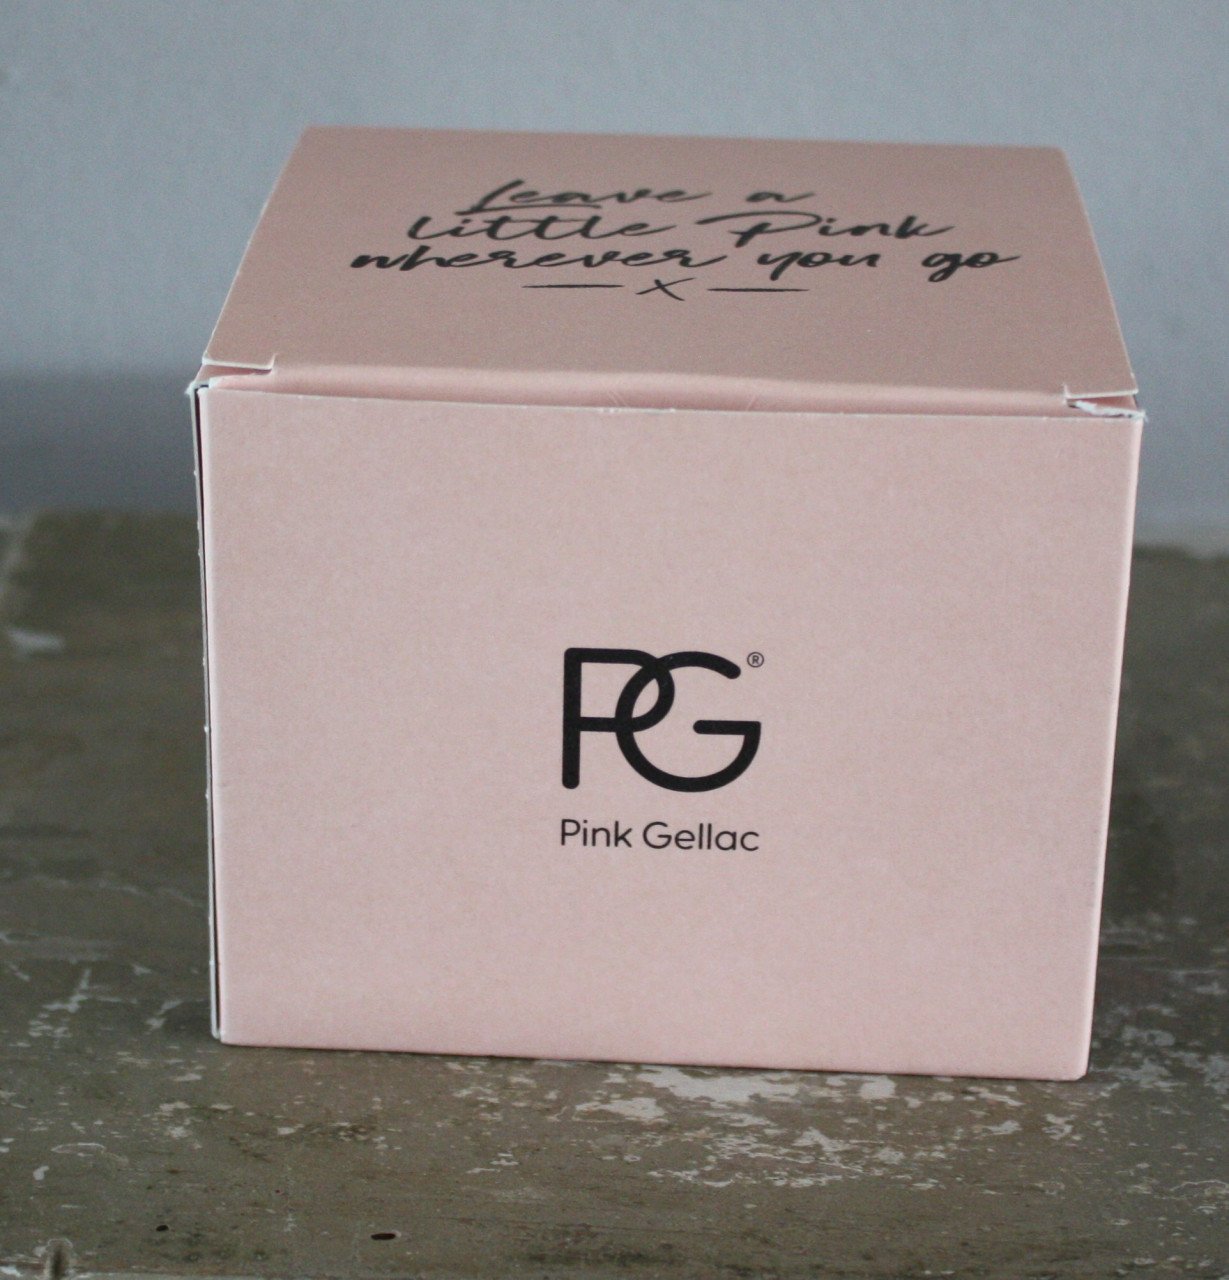 Leave a
little Pink
wherever you go
x
PG®
Pink Gellac